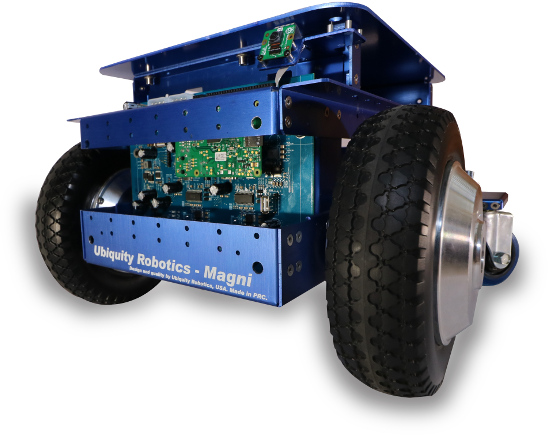 Ubiquity Robotics - Magni
Design and quality by Ubiquity Robotics, USA. Made in PRC.